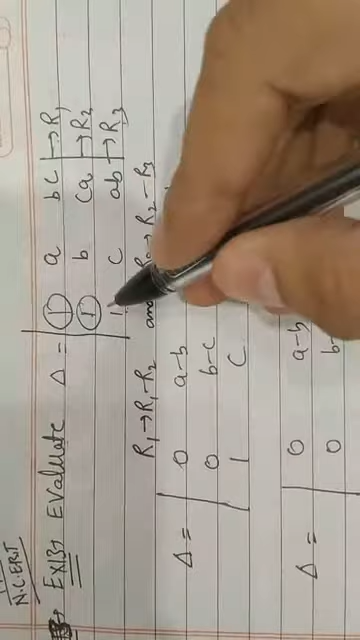 N.C.ERT
EX13, EValuate Δ = | 1 a bc | → R1
1 b ca → R2
1 c ab → R3
R1 → R1 - R2 and R2 → R2 - R3
Δ = | 0 a-b
0 b-c
1 c
Δ = | 0 a-b
0 b-